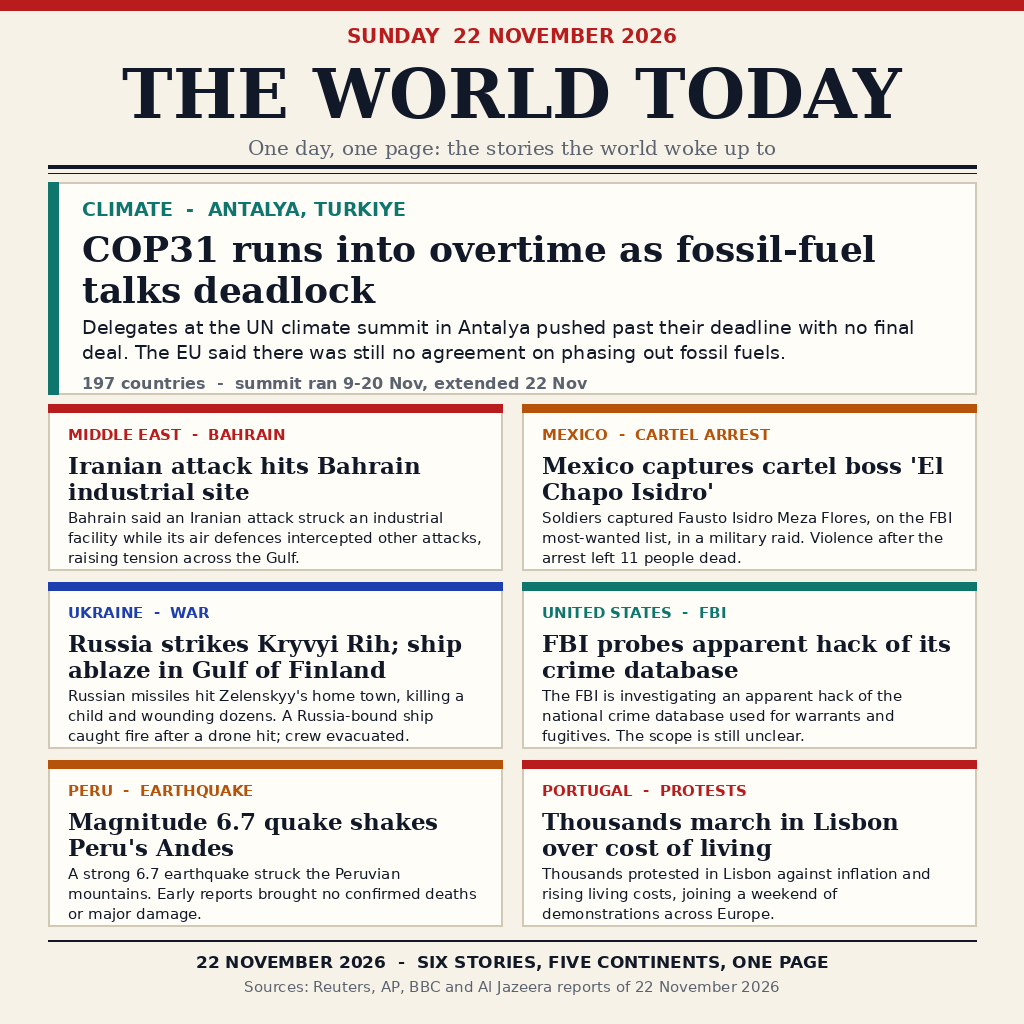 SUNDAY  22 NOVEMBER 2026
THE WORLD TODAY
One day, one page: the stories the world woke up to
CLIMATE  -  ANTALYA, TURKIYE
COP31 runs into overtime as fossil-fuel
talks deadlock
Delegates at the UN climate summit in Antalya pushed past their deadline with no final
deal. The EU said there was still no agreement on phasing out fossil fuels.
197 countries  -  summit ran 9-20 Nov, extended 22 Nov
MIDDLE EAST  -  BAHRAIN
Iranian attack hits Bahrain
industrial site
Bahrain said an Iranian attack struck an industrial
facility while its air defences intercepted other attacks,
raising tension across the Gulf.
MEXICO  -  CARTEL ARREST
Mexico captures cartel boss 'El
Chapo Isidro'
Soldiers captured Fausto Isidro Meza Flores, on the FBI
most-wanted list, in a military raid. Violence after the
arrest left 11 people dead.
UKRAINE  -  WAR
Russia strikes Kryvyi Rih; ship
ablaze in Gulf of Finland
Russian missiles hit Zelenskyy's home town, killing a
child and wounding dozens. A Russia-bound ship
caught fire after a drone hit; crew evacuated.
UNITED STATES  -  FBI
FBI probes apparent hack of its
crime database
The FBI is investigating an apparent hack of the
national crime database used for warrants and
fugitives. The scope is still unclear.
PERU  -  EARTHQUAKE
Magnitude 6.7 quake shakes
Peru's Andes
A strong 6.7 earthquake struck the Peruvian
mountains. Early reports brought no confirmed deaths
or major damage.
PORTUGAL  -  PROTESTS
Thousands march in Lisbon
over cost of living
Thousands protested in Lisbon against inflation and
rising living costs, joining a weekend of
demonstrations across Europe.
22 NOVEMBER 2026  -  SIX STORIES, FIVE CONTINENTS, ONE PAGE
Sources: Reuters, AP, BBC and Al Jazeera reports of 22 November 2026